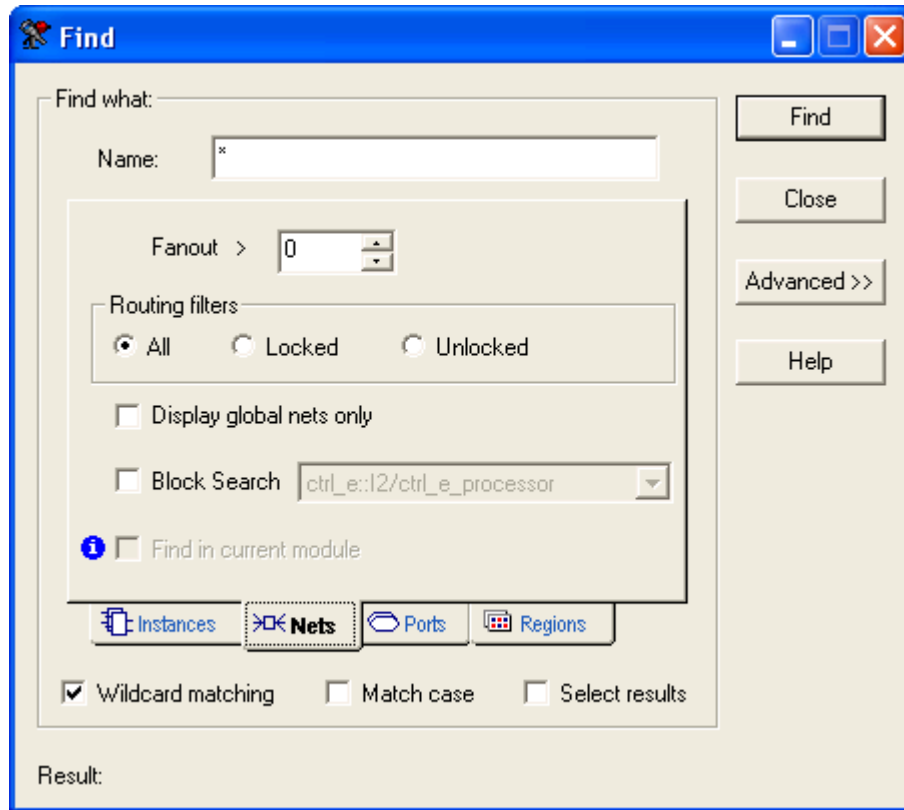 Find
Find what:
Find
Name: *
Close
Fanout > 0
Advanced >>
Routing filters
All Locked Unlocked
Help
Display global nets only
Block Search ctrl_e::I2/ctrl_e_processor
Find in current module
Instances Nets Ports Regions
Wildcard matching Match case Select results
Result: